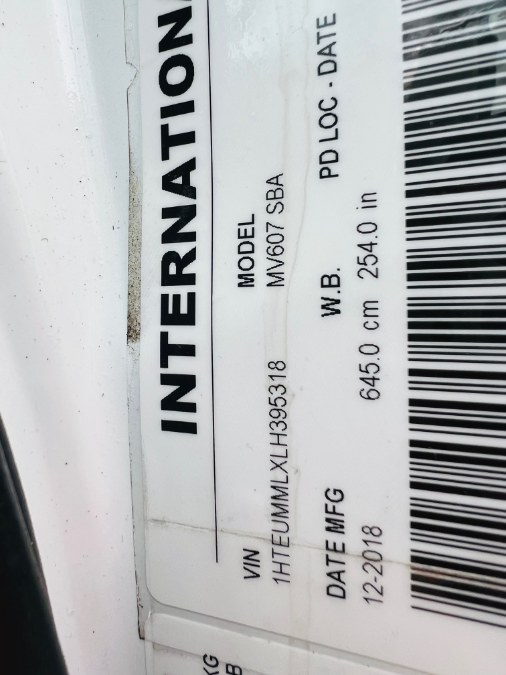 INTERNATION
VIN MODEL
1HTEUMMLXLH395318 MV607 SBA
DATE MFG W.B. PD LOC - DATE
12-2018 645.0 cm 254.0 in
KG
B